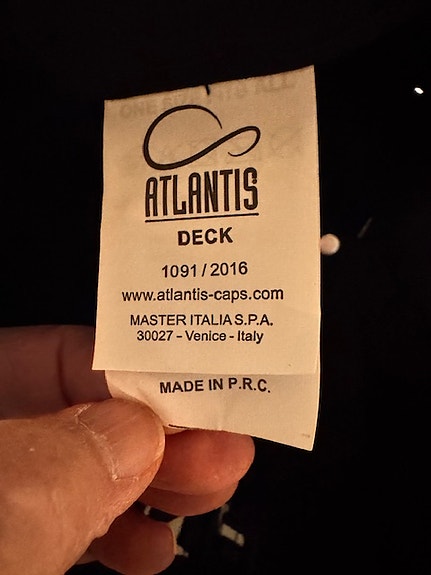 ATLANTIS
DECK
1091 / 2016
www.atlantis-caps.com
MASTER ITALIA S.P.A.
30027 - Venice - Italy
MADE IN P.R.C.